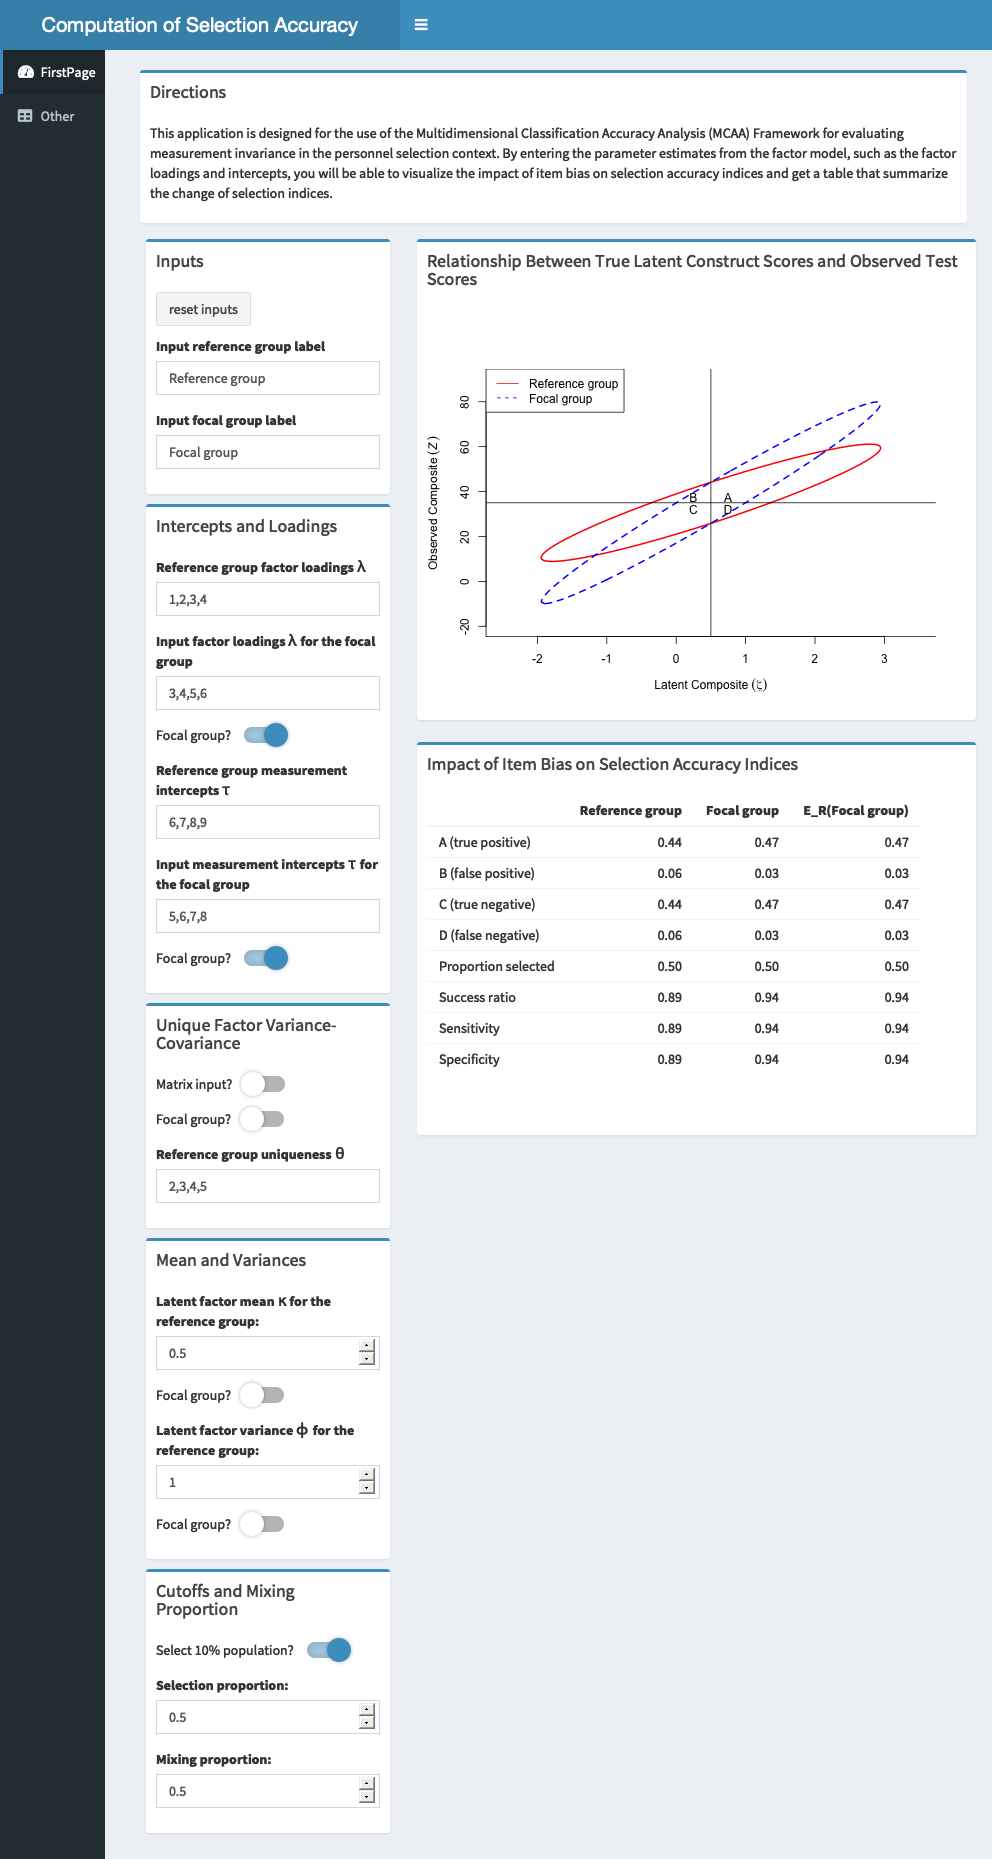 Computation of Selection Accuracy
FirstPage
Other
Directions
This application is designed for the use of the Multidimensional Classification Accuracy Analysis (MCAA) Framework for evaluating
measurement invariance in the personnel selection context. By entering the parameter estimates from the factor model, such as the factor
loadings and intercepts, you will be able to visualize the impact of item bias on selection accuracy indices and get a table that summarize
the change of selection indices.
Inputs
reset inputs
Input reference group label
Reference group
Input focal group label
Focal group
Intercepts and Loadings
Reference group factor loadings λ
1,2,3,4
Input factor loadings λ for the focal
group
3,4,5,6
Focal group?
Reference group measurement
intercepts τ
6,7,8,9
Input measurement intercepts τ for
the focal group
5,6,7,8
Focal group?
Unique Factor Variance-
Covariance
Matrix input?
Focal group?
Reference group uniqueness θ
2,3,4,5
Mean and Variances
Latent factor mean κ for the
reference group:
0.5
Focal group?
Latent factor variance ϕ for the
reference group:
1
Focal group?
Cutoffs and Mixing
Proportion
Select 10% population?
Selection proportion:
0.5
Mixing proportion:
0.5
Relationship Between True Latent Construct Scores and Observed Test
Scores
Reference group
Focal group
Observed Composite (Z)
80
60
40
20
0
-20
B A
C D
-2 -1 0 1 2 3
Latent Composite (ζ)
Impact of Item Bias on Selection Accuracy Indices
Reference group Focal group E_R(Focal group)
A (true positive) 0.44 0.47 0.47
B (false positive) 0.06 0.03 0.03
C (true negative) 0.44 0.47 0.47
D (false negative) 0.06 0.03 0.03
Proportion selected 0.50 0.50 0.50
Success ratio 0.89 0.94 0.94
Sensitivity 0.89 0.94 0.94
Specificity 0.89 0.94 0.94